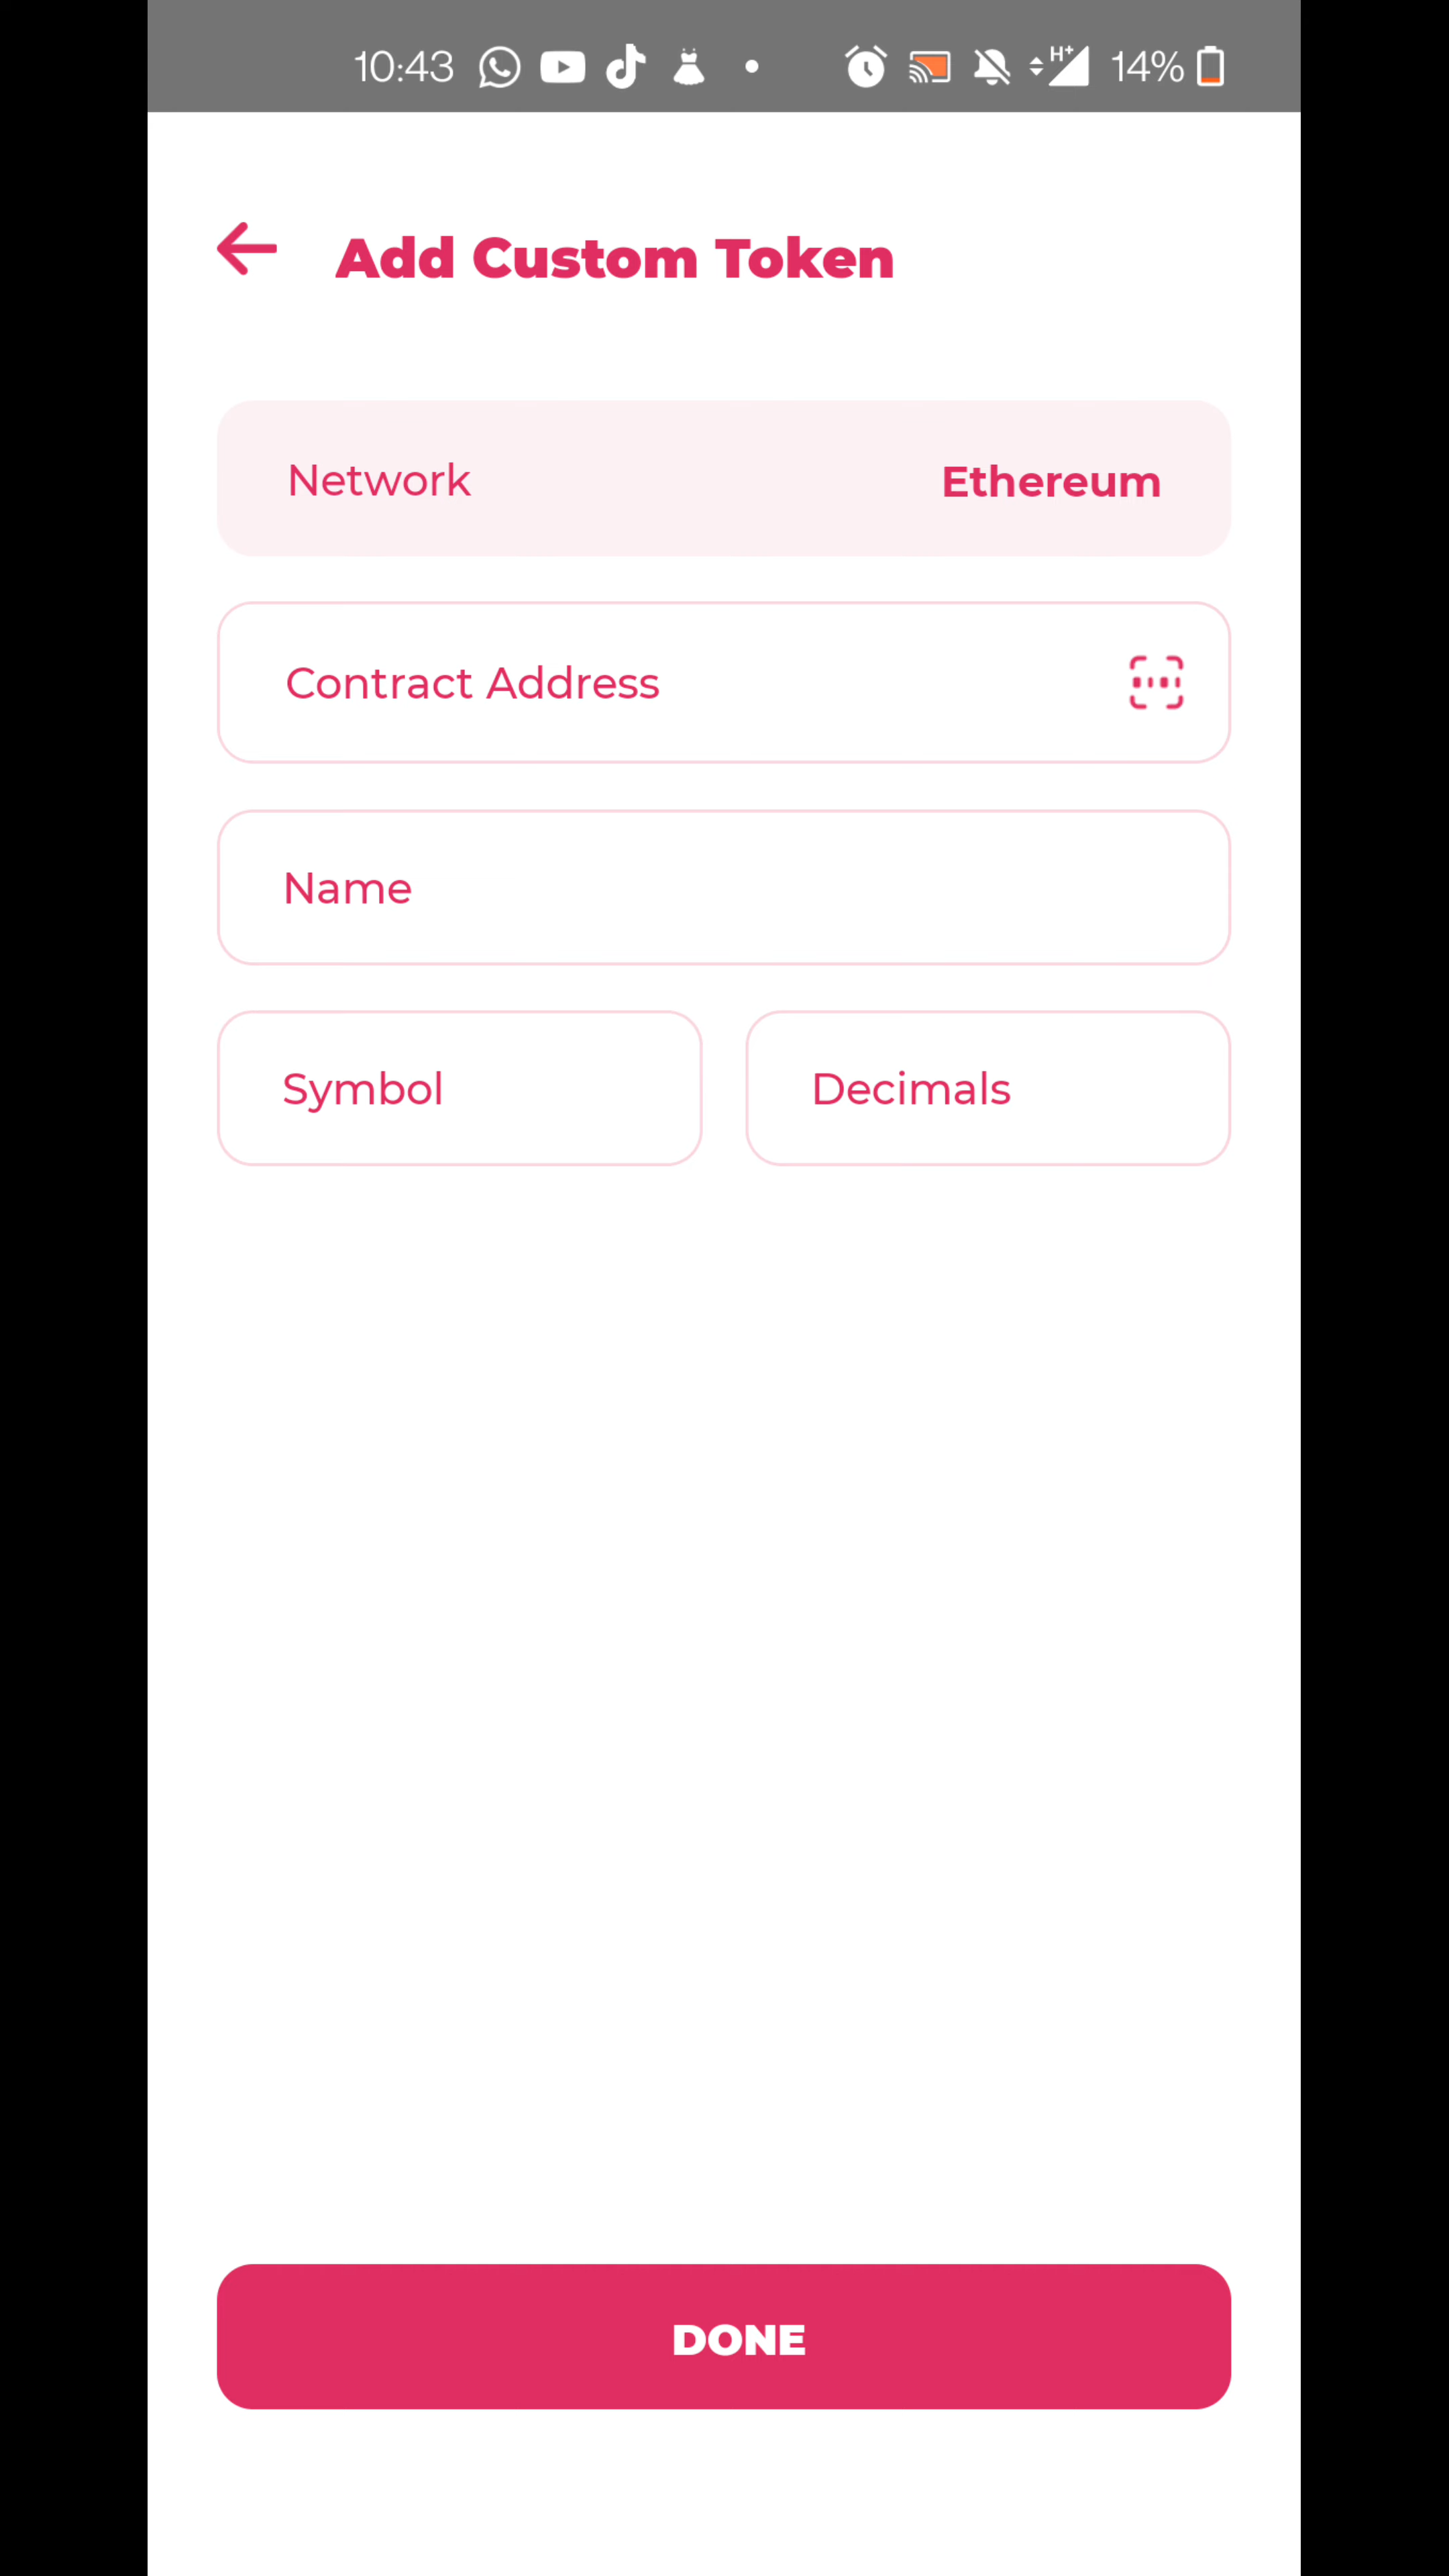 10:43 H+ 14%
Add Custom Token
Network Ethereum
Contract Address
Name
Symbol Decimals
DONE